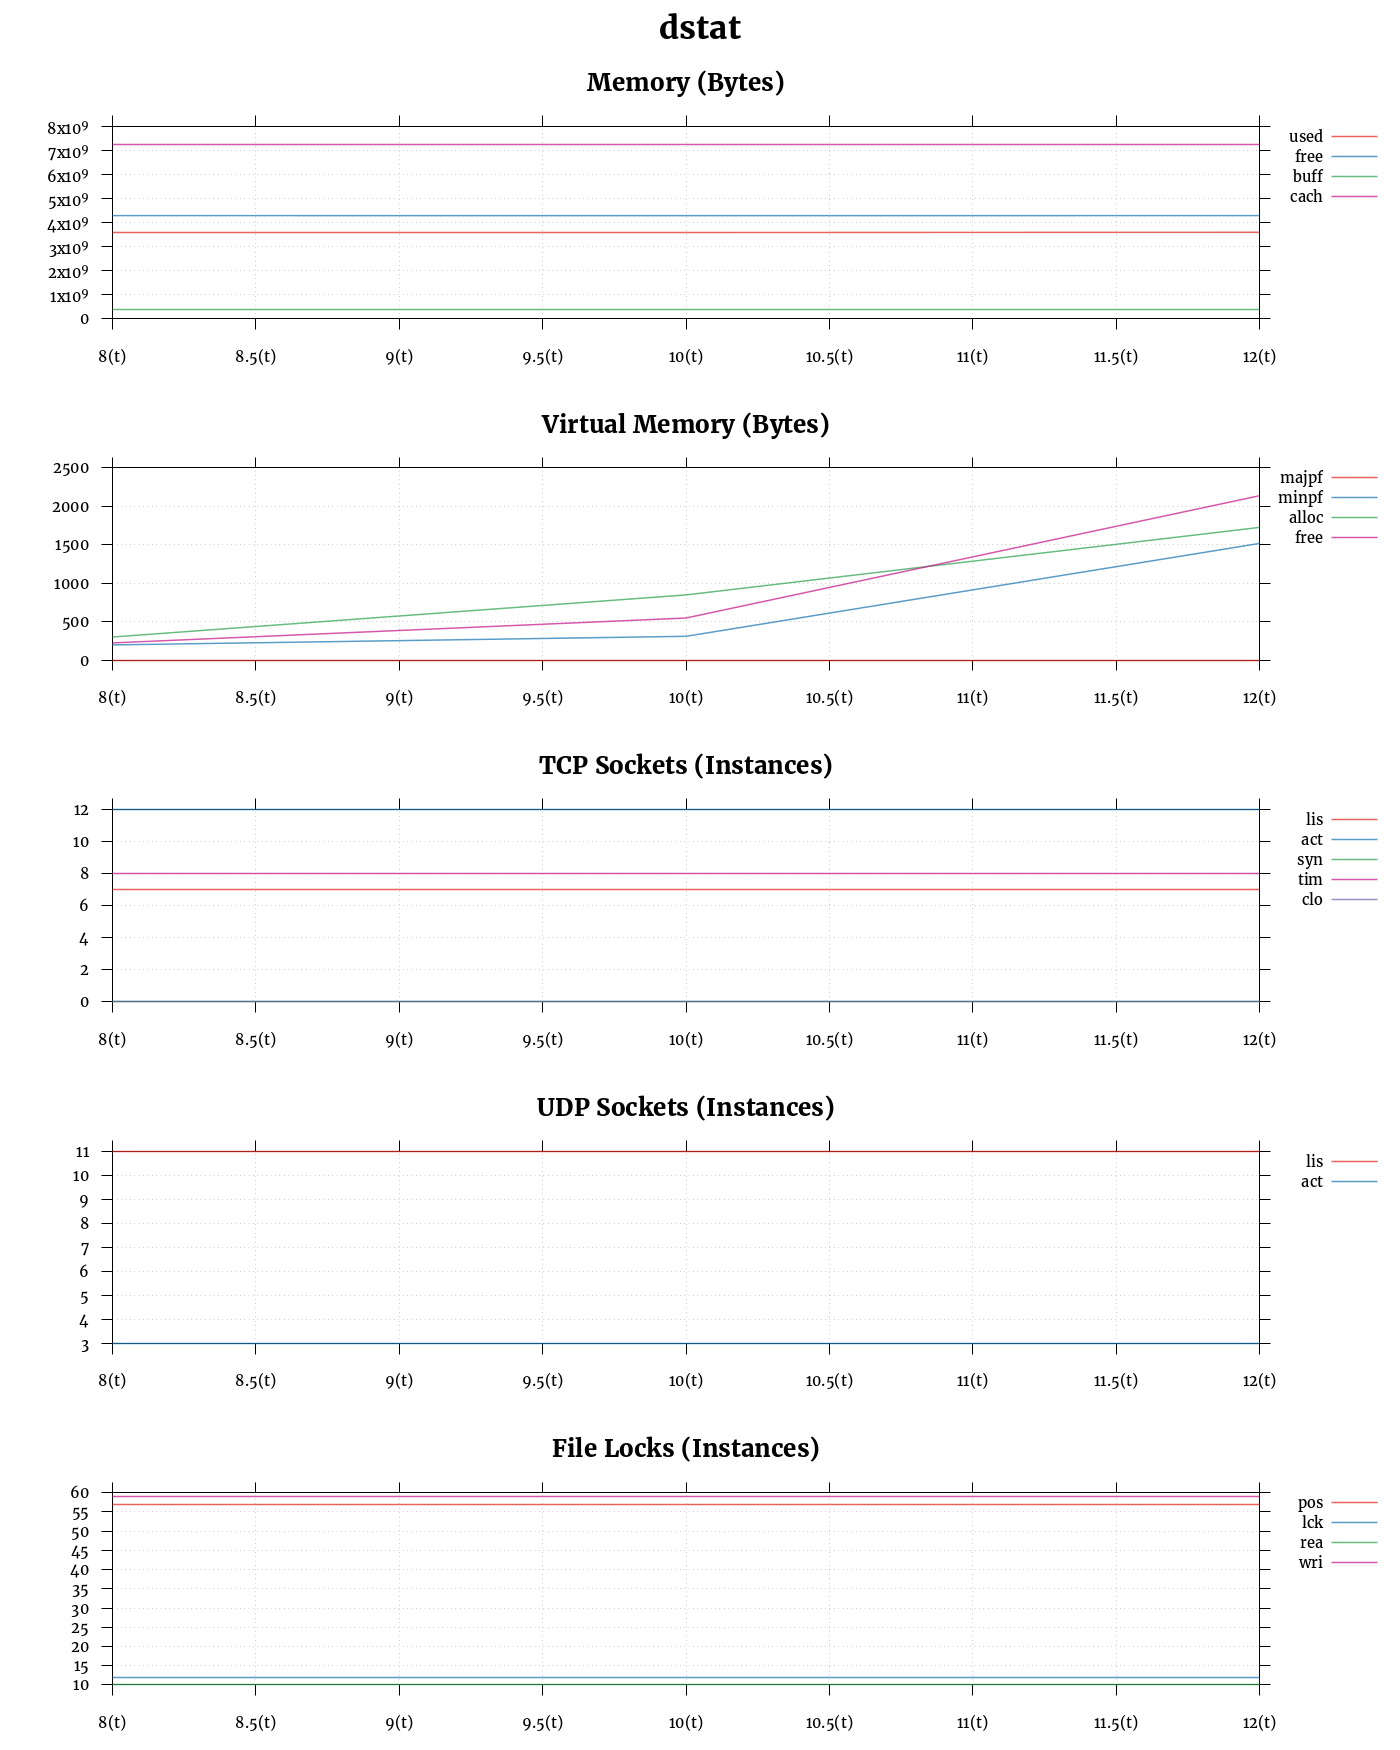 dstat
Memory (Bytes)
8x10⁹
7x10⁹
6x10⁹
5x10⁹
4x10⁹
3x10⁹
2x10⁹
1x10⁹
0
8(t) 8.5(t) 9(t) 9.5(t) 10(t) 10.5(t) 11(t) 11.5(t) 12(t)
used
free
buff
cach
Virtual Memory (Bytes)
2500
2000
1500
1000
500
0
8(t) 8.5(t) 9(t) 9.5(t) 10(t) 10.5(t) 11(t) 11.5(t) 12(t)
majpf
minpf
alloc
free
TCP Sockets (Instances)
12
10
8
6
4
2
0
8(t) 8.5(t) 9(t) 9.5(t) 10(t) 10.5(t) 11(t) 11.5(t) 12(t)
lis
act
syn
tim
clo
UDP Sockets (Instances)
11
10
9
8
7
6
5
4
3
8(t) 8.5(t) 9(t) 9.5(t) 10(t) 10.5(t) 11(t) 11.5(t) 12(t)
lis
act
File Locks (Instances)
60
55
50
45
40
35
30
25
20
15
10
8(t) 8.5(t) 9(t) 9.5(t) 10(t) 10.5(t) 11(t) 11.5(t) 12(t)
pos
lck
rea
wri